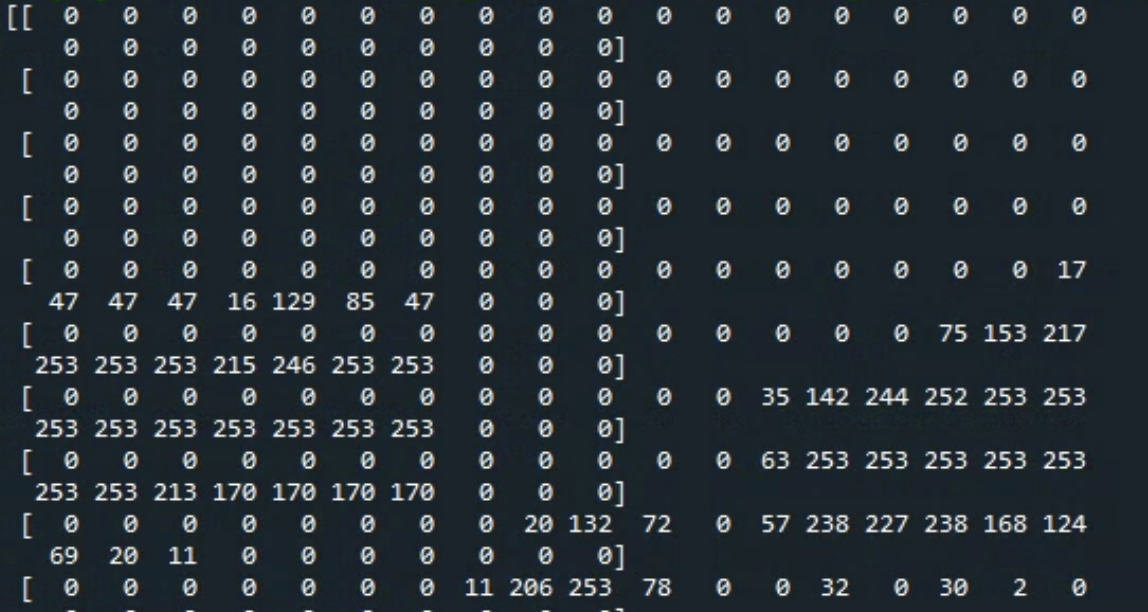 [[  0   0   0   0   0   0   0   0   0   0   0   0   0   0   0   0   0   0
    0   0   0   0   0   0   0   0   0   0]
 [  0   0   0   0   0   0   0   0   0   0   0   0   0   0   0   0   0   0
    0   0   0   0   0   0   0   0   0   0]
 [  0   0   0   0   0   0   0   0   0   0   0   0   0   0   0   0   0   0
    0   0   0   0   0   0   0   0   0   0]
 [  0   0   0   0   0   0   0   0   0   0   0   0   0   0   0   0   0   0
    0   0   0   0   0   0   0   0   0   0]
 [  0   0   0   0   0   0   0   0   0   0   0   0   0   0   0   0   0  17
   47  47  47  16 129  85  47   0   0   0]
 [  0   0   0   0   0   0   0   0   0   0   0   0   0   0   0  75 153 217
  253 253 253 215 246 253 253   0   0   0]
 [  0   0   0   0   0   0   0   0   0   0   0   0  35 142 244 252 253 253
  253 253 253 253 253 253 253   0   0   0]
 [  0   0   0   0   0   0   0   0   0   0   0   0  63 253 253 253 253 253
  253 253 213 170 170 170 170   0   0   0]
 [  0   0   0   0   0   0   0   0  20 132  72   0  57 238 227 238 168 124
   69  20  11   0   0   0   0   0   0   0]
 [  0   0   0   0   0   0   0  11 206 253  78   0   0  32   0  30   2   0